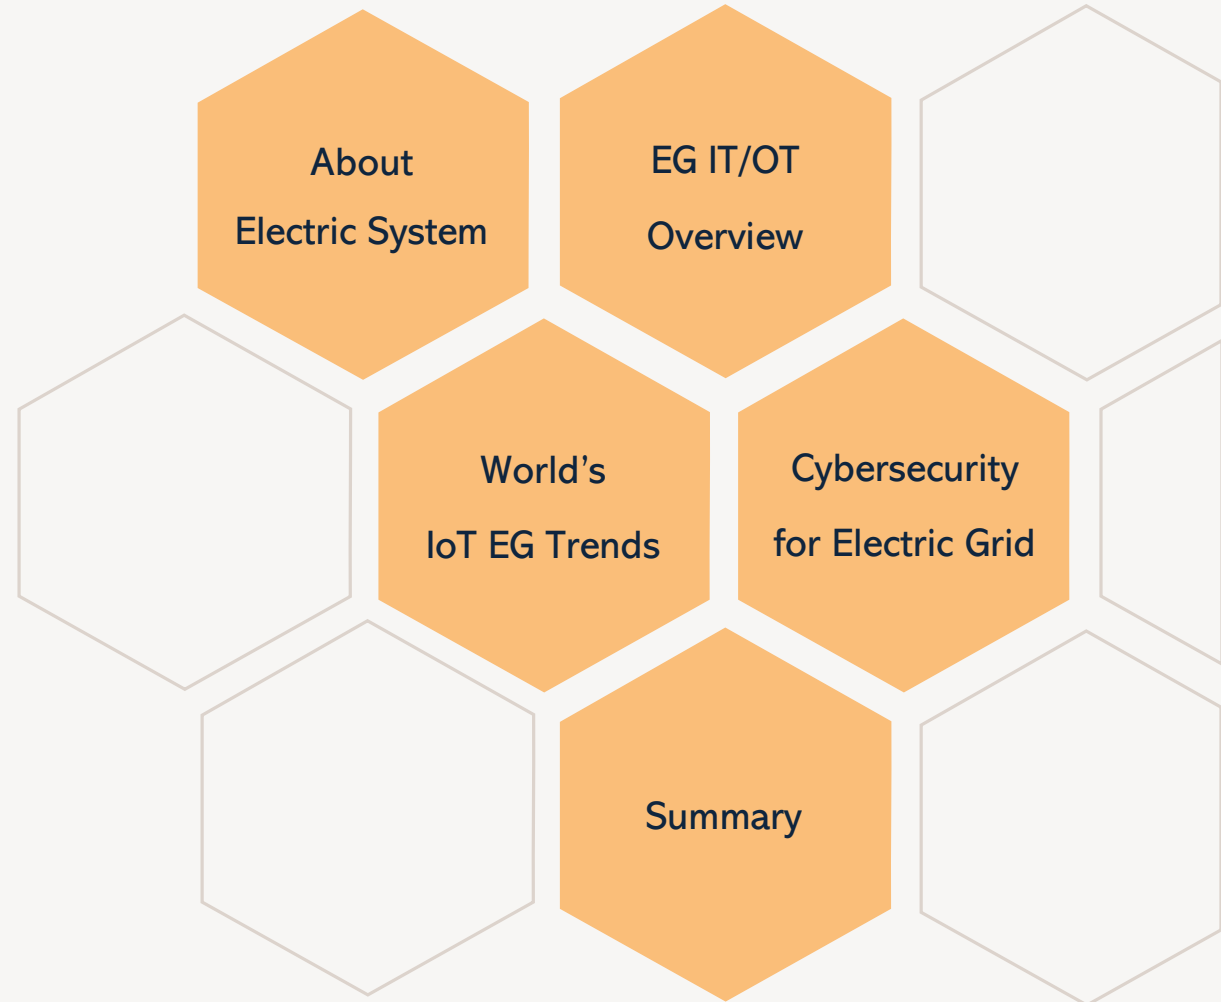 About
Electric System
EG IT/OT
Overview
World’s
IoT EG Trends
Cybersecurity
for Electric Grid
Summary